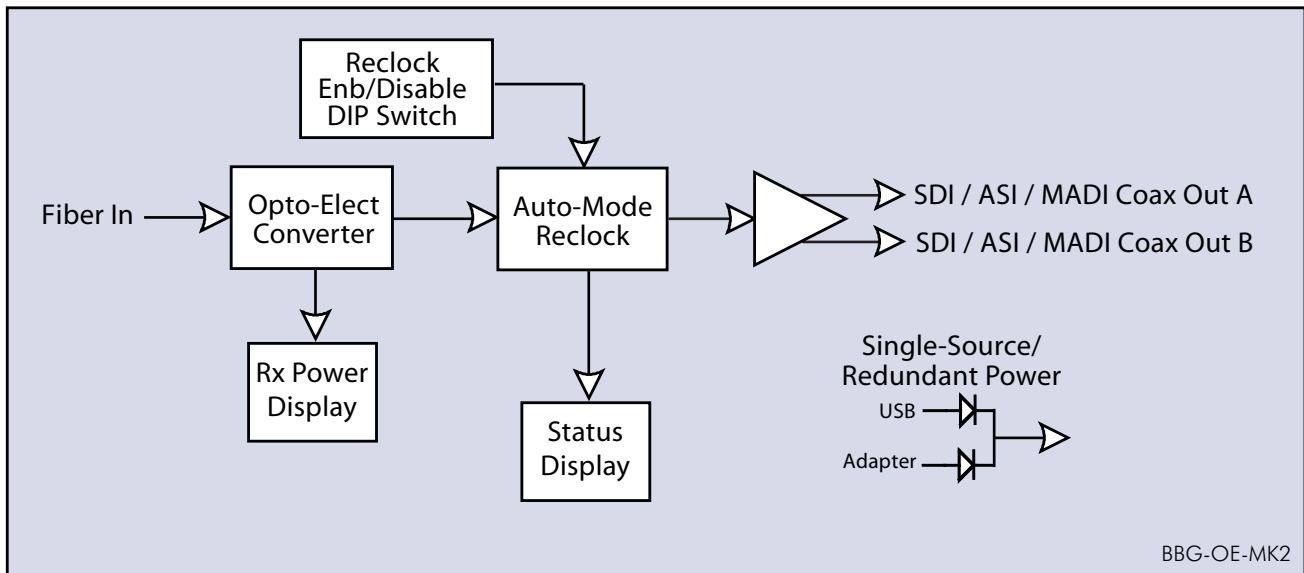 Reclock
Enb/Disable
DIP Switch
Fiber In
Opto-Elect
Converter
Auto-Mode
Reclock
SDI / ASI / MADI Coax Out A
SDI / ASI / MADI Coax Out B
Rx Power
Display
Status
Display
Single-Source/
Redundant Power
USB
Adapter
BBG-OE-MK2